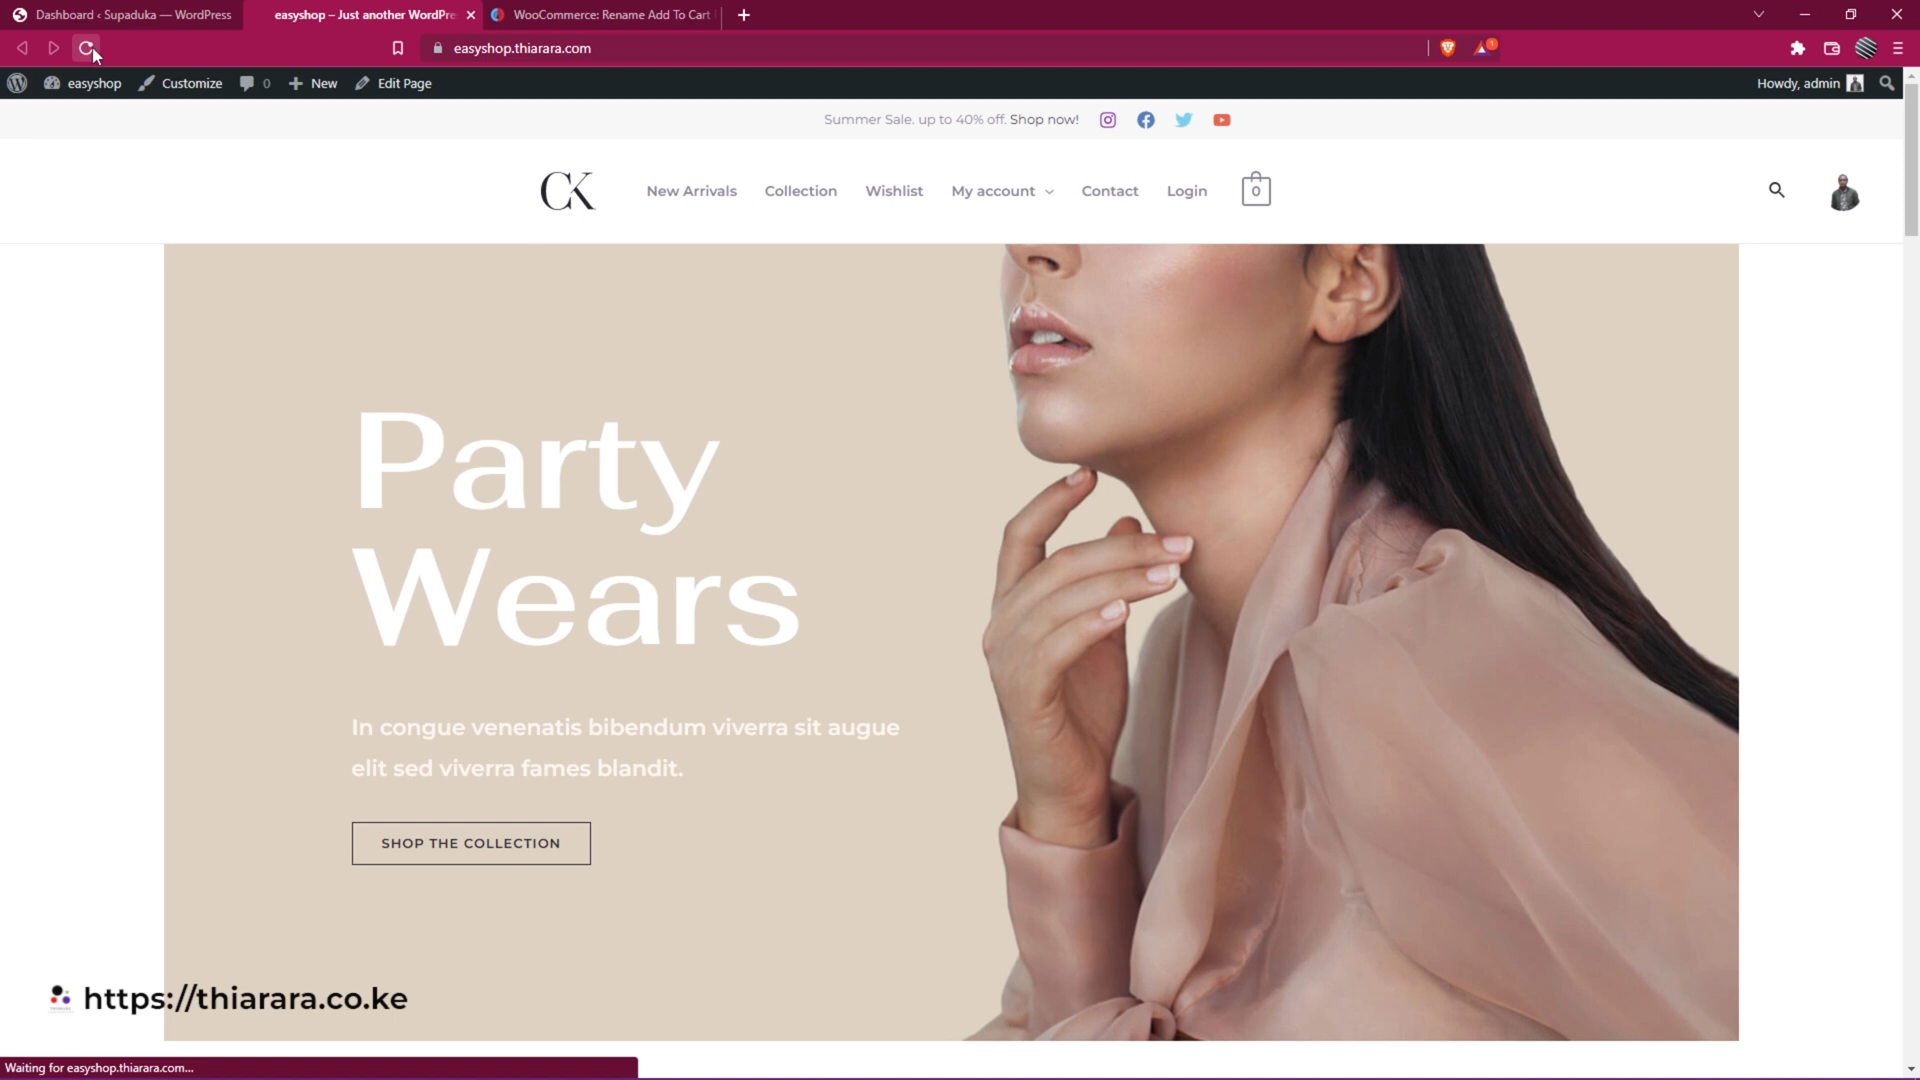 Dashboard ‹ Supaduka — WordPress
easyshop – Just another WordPre
WooCommerce: Rename Add To Cart
easyshop.thiarara.com
1
easyshop
Customize
0
New
Edit Page
Howdy, admin
Summer Sale. up to 40% off. Shop now!
CK
New Arrivals
Collection
Wishlist
My account
Contact
Login
0
Party
Wears
In congue venenatis bibendum viverra sit augue
elit sed viverra fames blandit.
SHOP THE COLLECTION
https://thiarara.co.ke
Waiting for easyshop.thiarara.com...